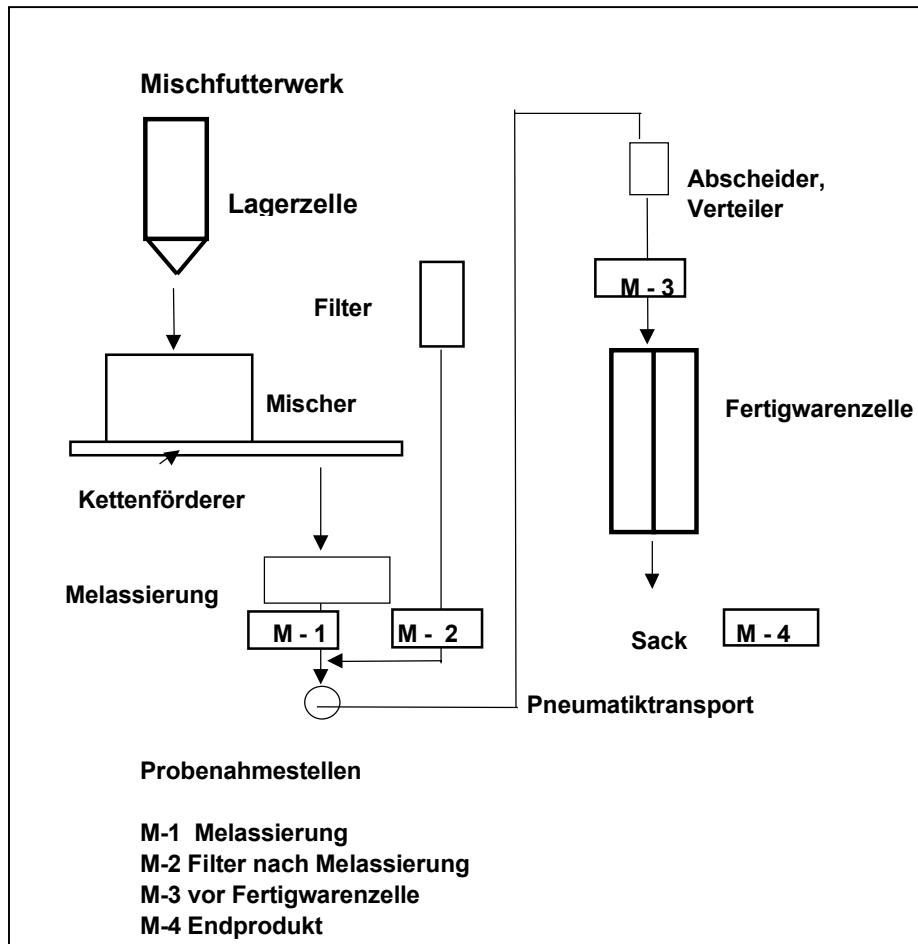 Mischfutterwerk
Lagerzelle
Abscheider,
Verteiler
Filter
M - 3
Mischer
Fertigwarenzelle
Kettenförderer
Melassierung
M - 1
M - 2
Sack
M - 4
Pneumatiktransport
Probenahmestellen
M-1 Melassierung
M-2 Filter nach Melassierung
M-3 vor Fertigwarenzelle
M-4 Endprodukt